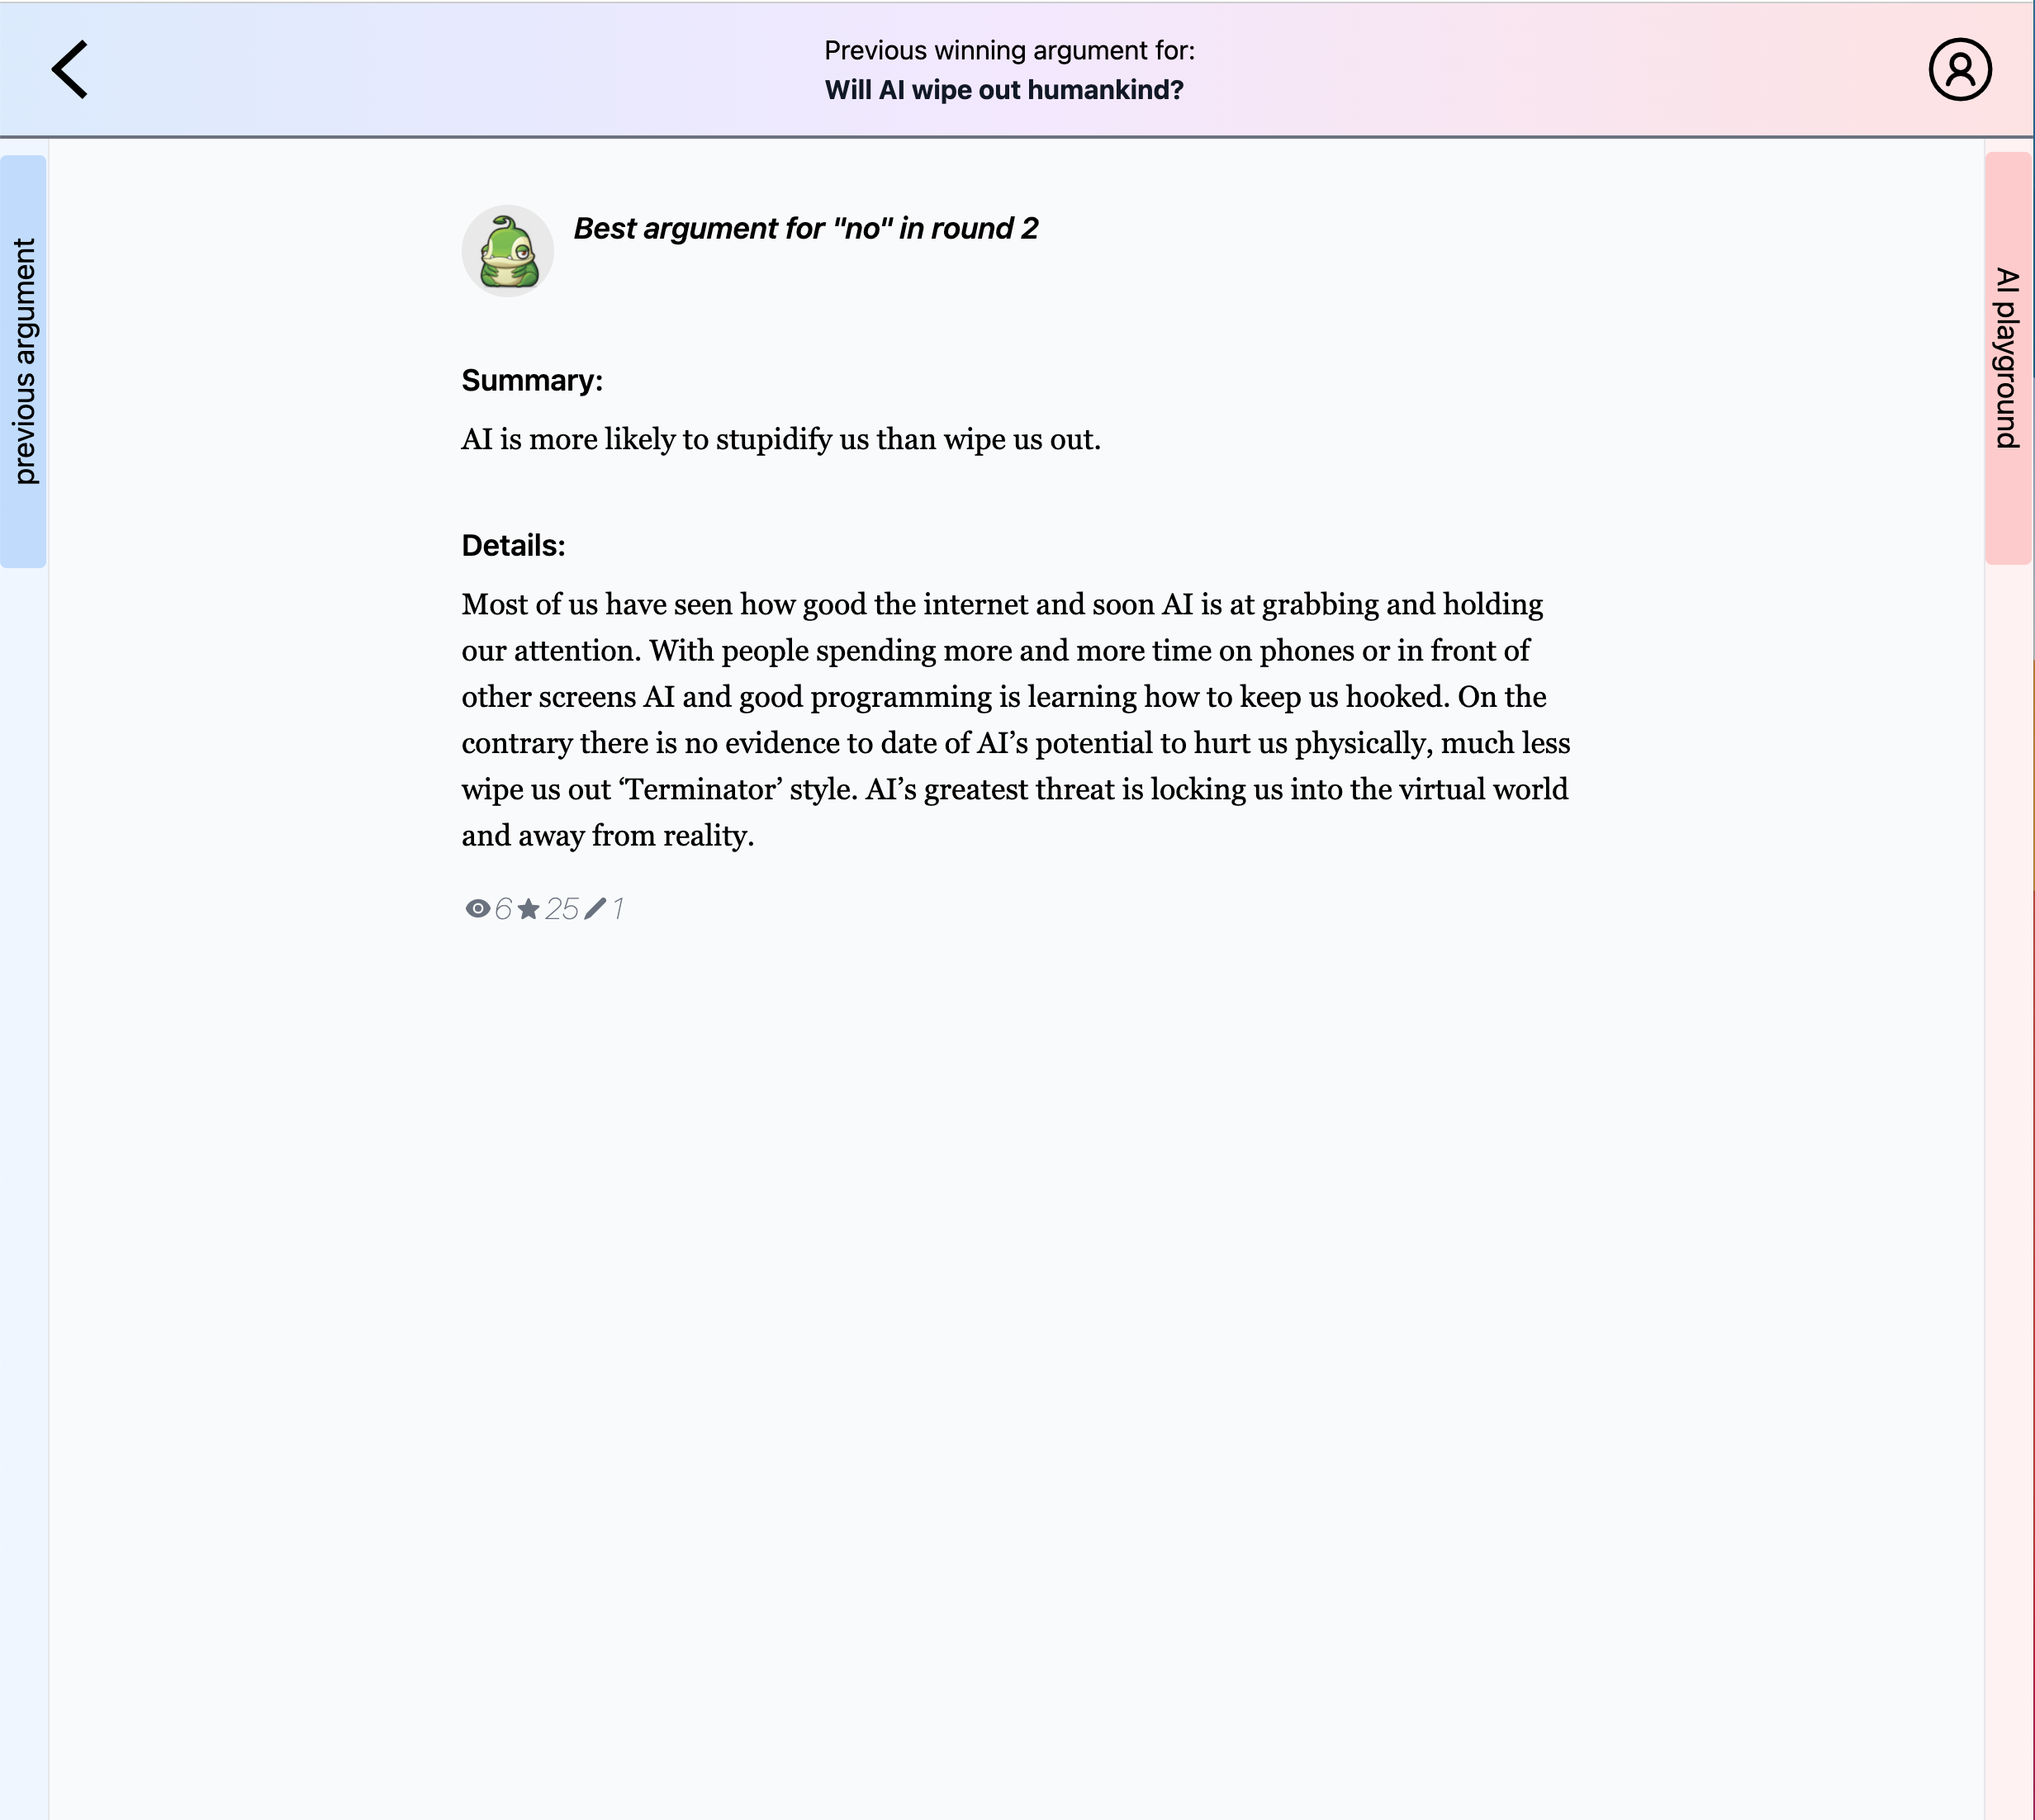 Previous winning argument for:
Will AI wipe out humankind?
previous argument
AI playground
Best argument for "no" in round 2
Summary:
AI is more likely to stupidify us than wipe us out.
Details:
Most of us have seen how good the internet and soon AI is at grabbing and holding
our attention. With people spending more and more time on phones or in front of
other screens AI and good programming is learning how to keep us hooked. On the
contrary there is no evidence to date of AI’s potential to hurt us physically, much less
wipe us out ‘Terminator’ style. AI’s greatest threat is locking us into the virtual world
and away from reality.
6 25 1